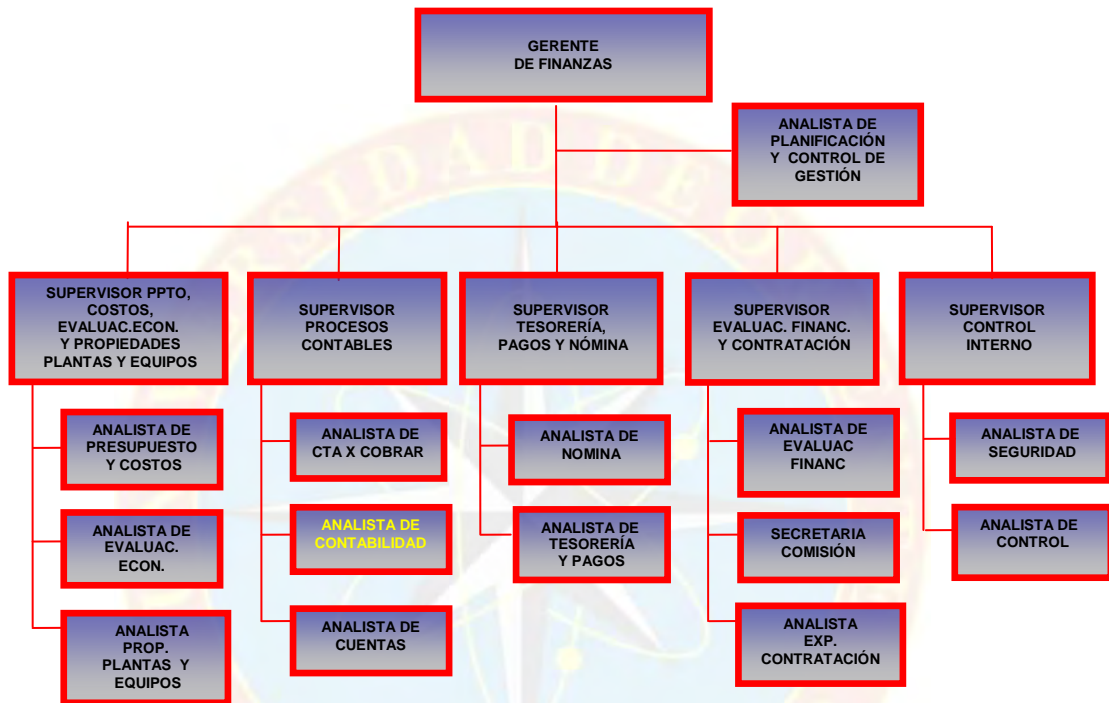 GERENTE
DE FINANZAS
ANALISTA DE
PLANIFICACIÓN
Y CONTROL DE
GESTIÓN
SUPERVISOR PPTO,
COSTOS,
EVALUAC.ECON.
Y PROPIEDADES
PLANTAS Y EQUIPOS
SUPERVISOR
PROCESOS
CONTABLES
SUPERVISOR
TESORERÍA,
PAGOS Y NÓMINA
SUPERVISOR
EVALUAC. FINANC.
Y CONTRATACIÓN
SUPERVISOR
CONTROL
INTERNO
ANALISTA DE
PRESUPUESTO
Y COSTOS
ANALISTA DE
EVALUAC.
ECON.
ANALISTA
PROP.
PLANTAS Y
EQUIPOS
ANALISTA DE
CTA X COBRAR
ANALISTA DE
CONTABILIDAD
ANALISTA DE
CUENTAS
ANALISTA DE
NOMINA
ANALISTA DE
TESORERÍA
Y PAGOS
ANALISTA DE
EVALUAC
FINANC
SECRETARIA
COMISIÓN
ANALISTA
EXP.
CONTRATACIÓN
ANALISTA DE
SEGURIDAD
ANALISTA DE
CONTROL